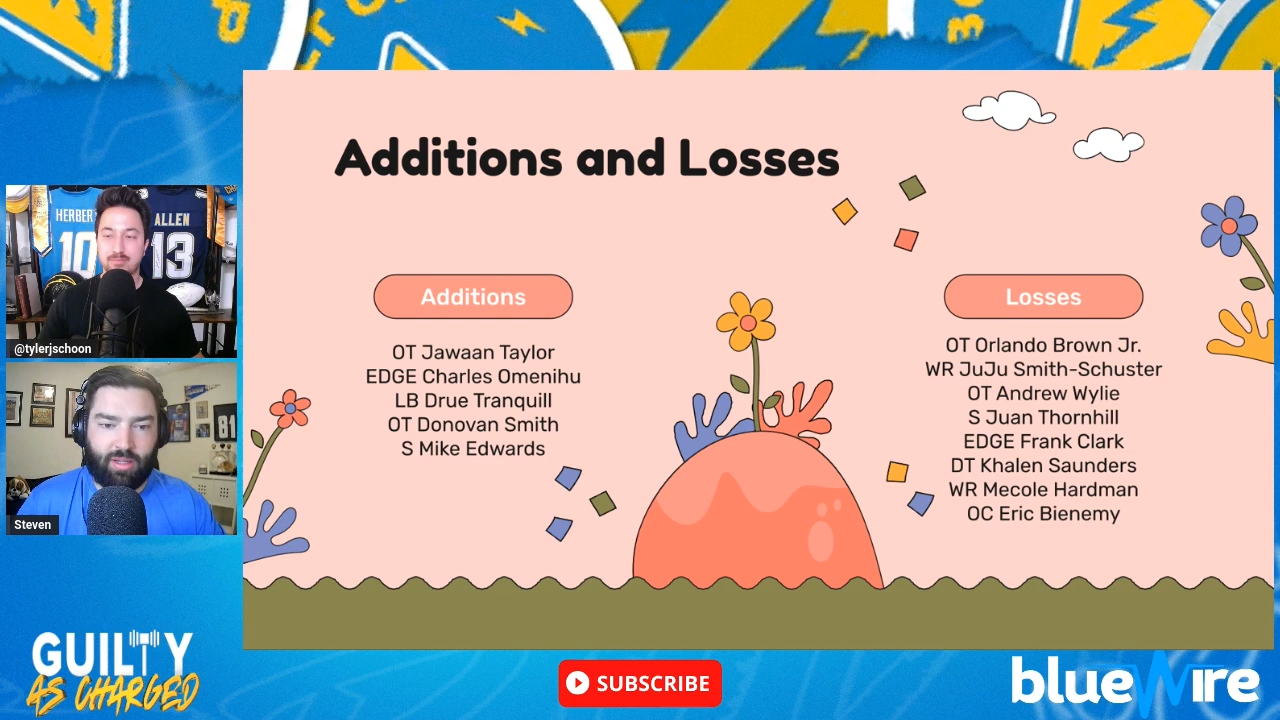 Additions and Losses
Additions
OT Jawaan Taylor
EDGE Charles Omenihu
LB Drue Tranquill
OT Donovan Smith
S Mike Edwards
Losses
OT Orlando Brown Jr.
WR JuJu Smith-Schuster
OT Andrew Wylie
S Juan Thornhill
EDGE Frank Clark
DT Khalen Saunders
WR Mecole Hardman
OC Eric Bienemy
HERBER
10
ALLEN
13
@tylerjschoon
81
Steven
GUILTY
AS CHARGED
SUBSCRIBE
bluewire